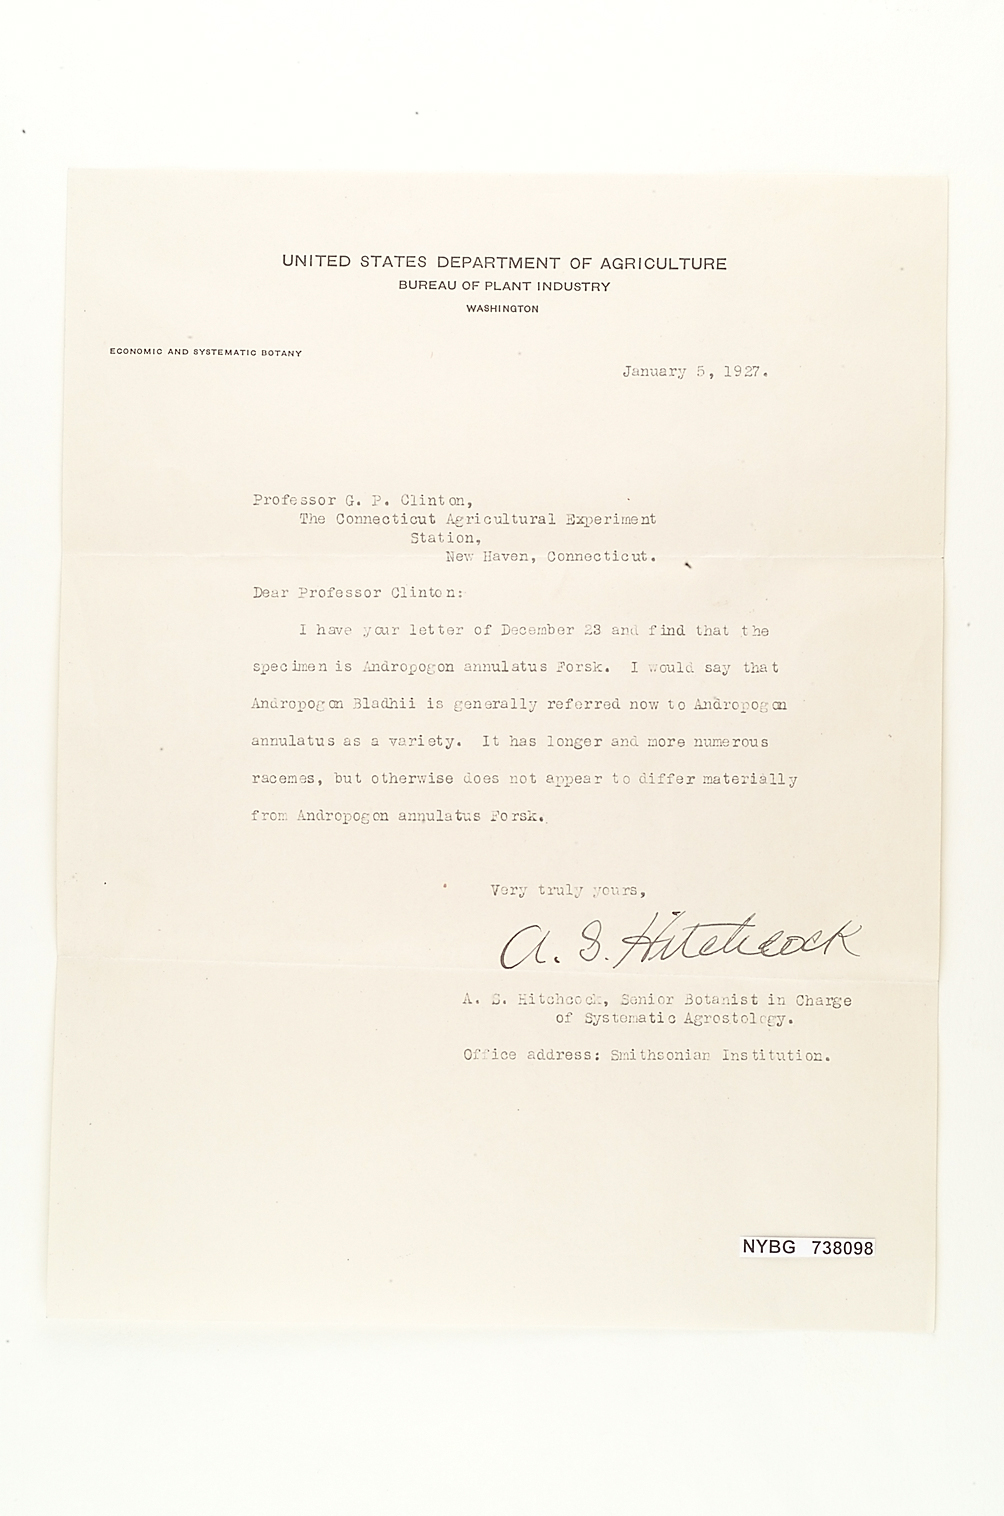 UNITED STATES DEPARTMENT OF AGRICULTURE
BUREAU OF PLANT INDUSTRY
WASHINGTON
ECONOMIC AND SYSTEMATIC BOTANY
January 5, 1927.
Professor G. P. Clinton,
The Connecticut Agricultural Experiment
Station,
New Haven, Connecticut.
Dear Professor Clinton:
I have your letter of December 23 and find that the
specimen is Andropogon annulatus Forsk. I would say that
Andropogon Bladhii is generally referred now to Andropogon
annulatus as a variety. It has longer and more numerous
racemes, but otherwise does not appear to differ materially
from Andropogon annulatus Forsk.
Very truly yours,
A. S. Hitchcock
A. S. Hitchcock, Senior Botanist in Charge
of Systematic Agrostology.
Office address: Smithsonian Institution.
NYBG 738098